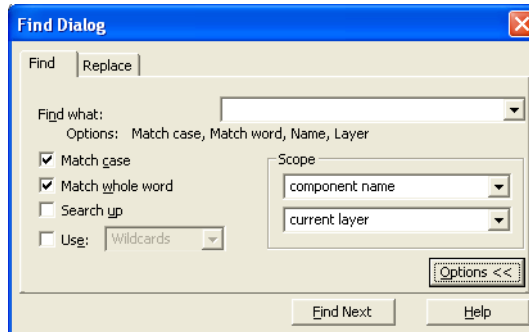 Find Dialog
Find Replace
Find what:
Options: Match case, Match word, Name, Layer
Match case
Match whole word
Search up
Use: Wildcards
Scope
component name
current layer
Options <<
Find Next Help